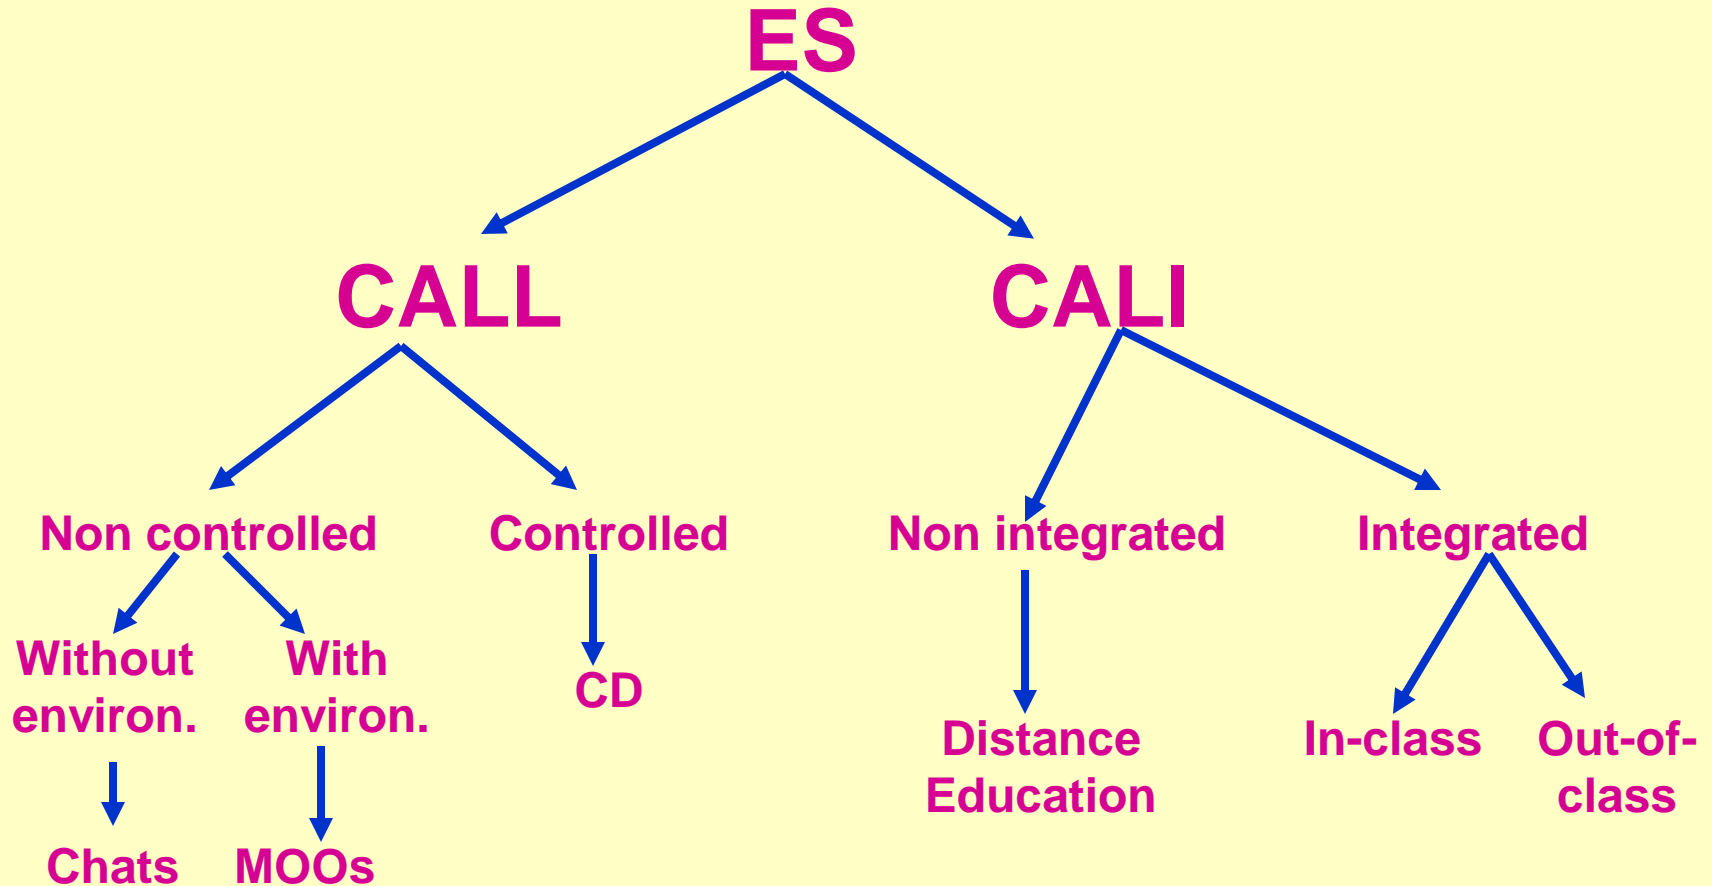 ES
CALL
CALI
Non controlled
Controlled
Non integrated
Integrated
Without
environ.
With
environ.
CD
Distance
Education
In-class
Out-of-
class
Chats
MOOs